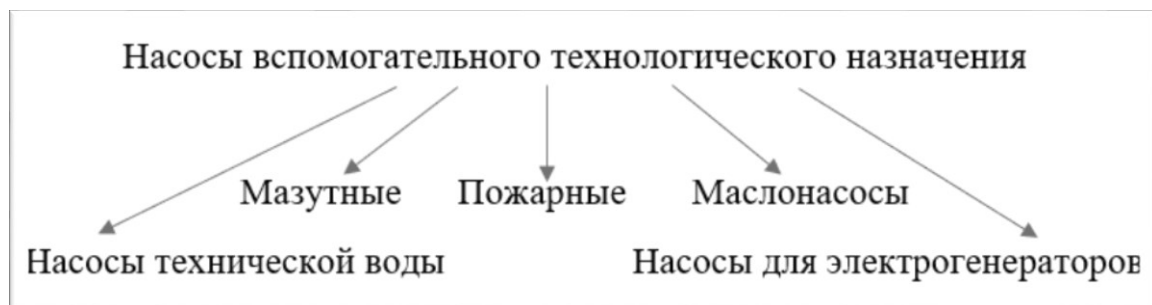 Насосы вспомогательного технологического назначения
Мазутные Пожарные Маслонасосы
Насосы технической воды Насосы для электрогенераторов